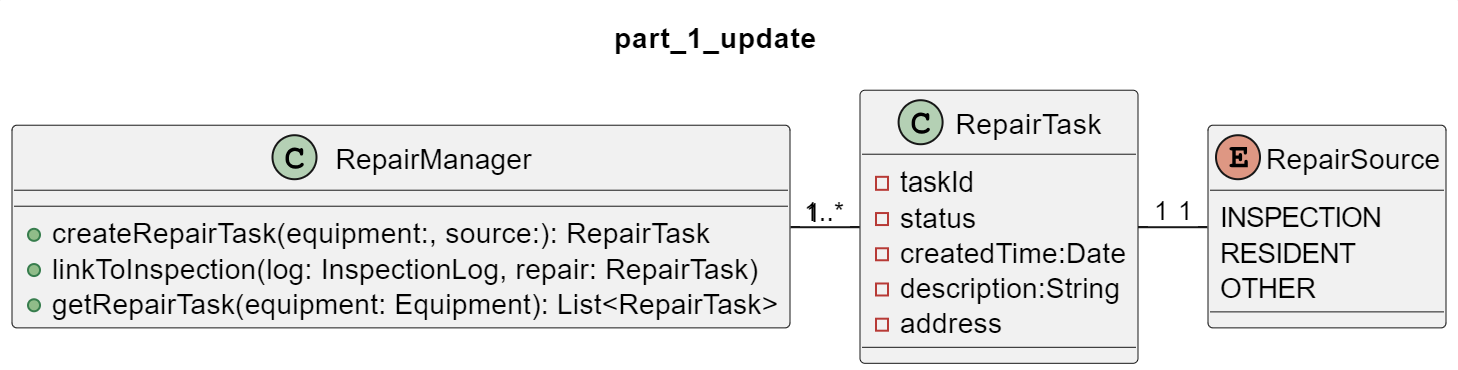 part_1_update
C RepairManager
createRepairTask(equipment:, source:): RepairTask
linkToInspection(log: InspectionLog, repair: RepairTask)
getRepairTask(equipment: Equipment): List<RepairTask>
1 1..*
C RepairTask
taskId
status
createdTime:Date
description:String
address
1 1
E RepairSource
INSPECTION
RESIDENT
OTHER